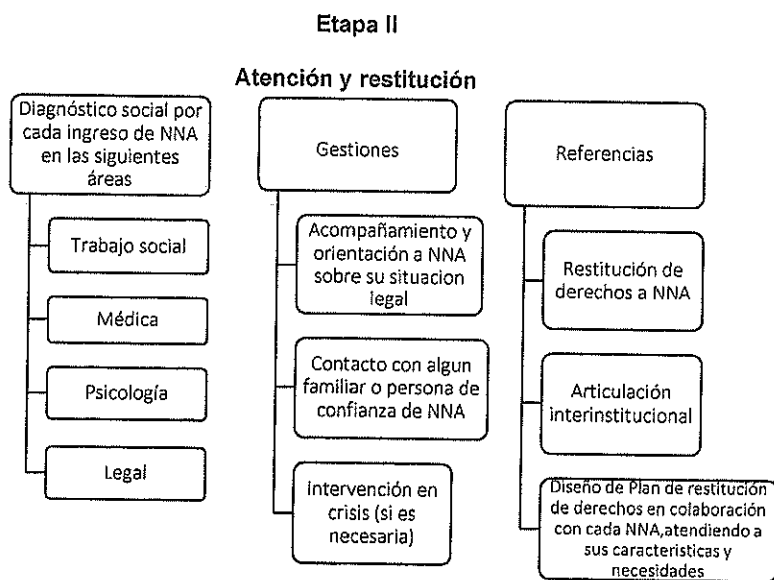 Etapa II
Atención y restitución
Diagnóstico social por
cada ingreso de NNA
en las siguientes
áreas
Trabajo social
Médica
Psicología
Legal
Gestiones
Acompañamiento y
orientación a NNA
sobre su situacion
legal
Contacto con algun
familiar o persona de
confianza de NNA
Intervención en
crisis (si es
necesaria)
Referencias
Restitución de
derechos a NNA
Articulación
interinstitucional
Diseño de Plan de restitución
de derechos en colaboración
con cada NNA,atendiendo a
sus caracteristicas y
necesidades